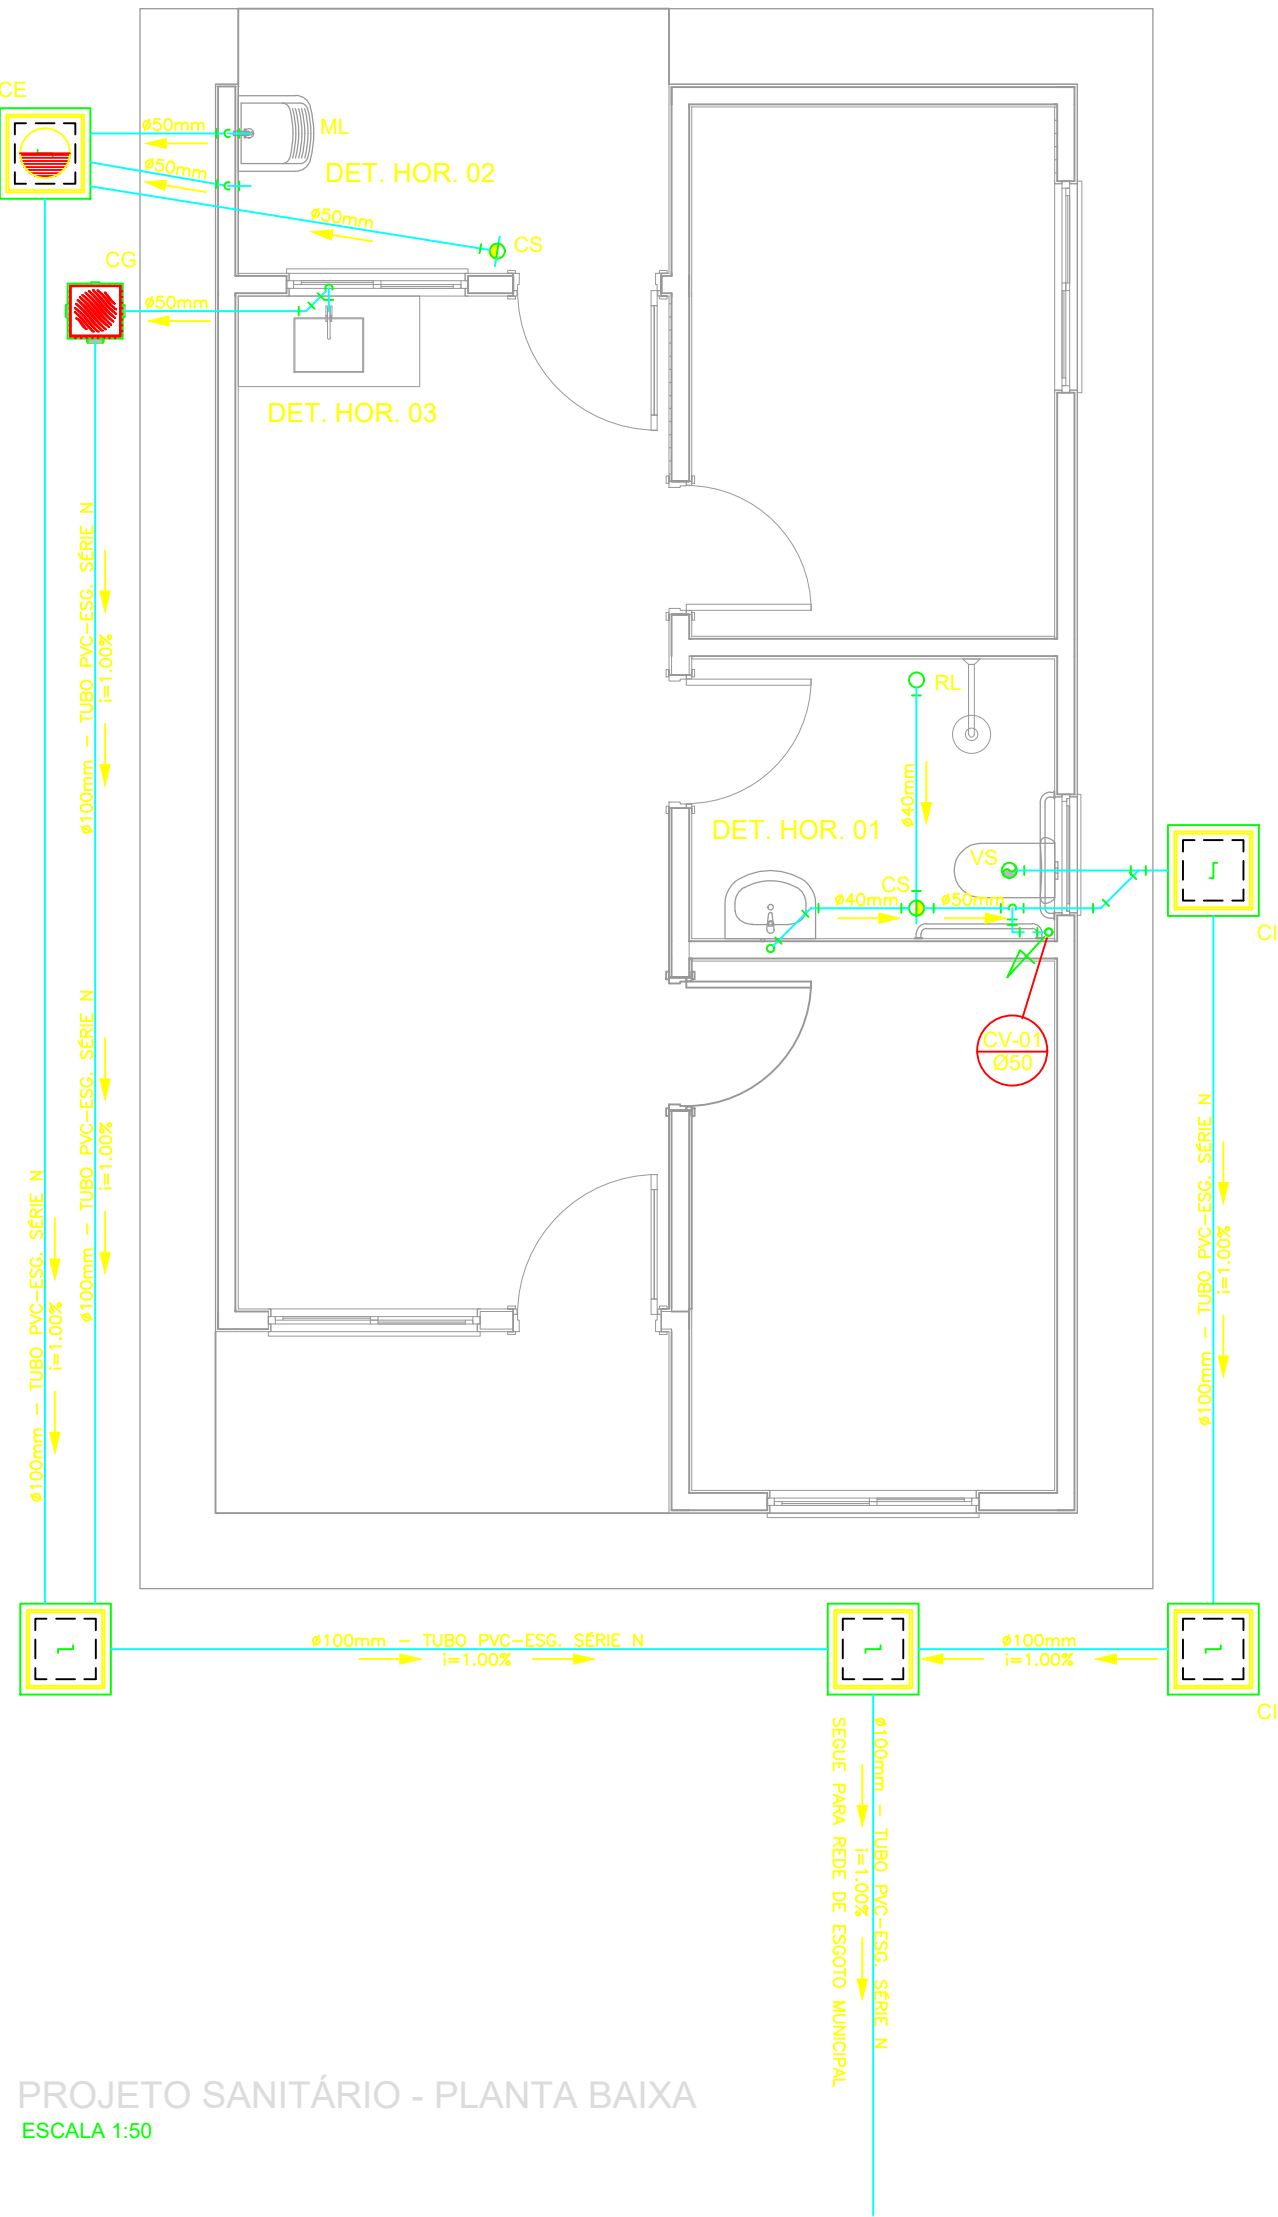 CE
ø50mm
ML
ø50mm
DET. HOR. 02
ø50mm
CS
CG
ø50mm
DET. HOR. 03
ø100mm - TUBO PVC-ESG. SÉRIE N
i=1.00%
RL
ø40mm
DET. HOR. 01
VS
CS
ø40mm
ø50mm
CI
CV-01
Ø50
ø100mm - TUBO PVC-ESG. SÉRIE N
i=1.00%
ø100mm - TUBO PVC-ESG. SÉRIE N
i=1.00%
ø100mm - TUBO PVC-ESG. SÉRIE N
i=1.00%
ø100mm - TUBO PVC-ESG. SÉRIE N
i=1.00%
ø100mm
i=1.00%
CI
ø100mm - TUBO PVC-ESG. SÉRIE N
i=1.00%
SEGUE PARA REDE DE ESGOTO MUNICIPAL
PROJETO SANITÁRIO - PLANTA BAIXA
ESCALA 1:50